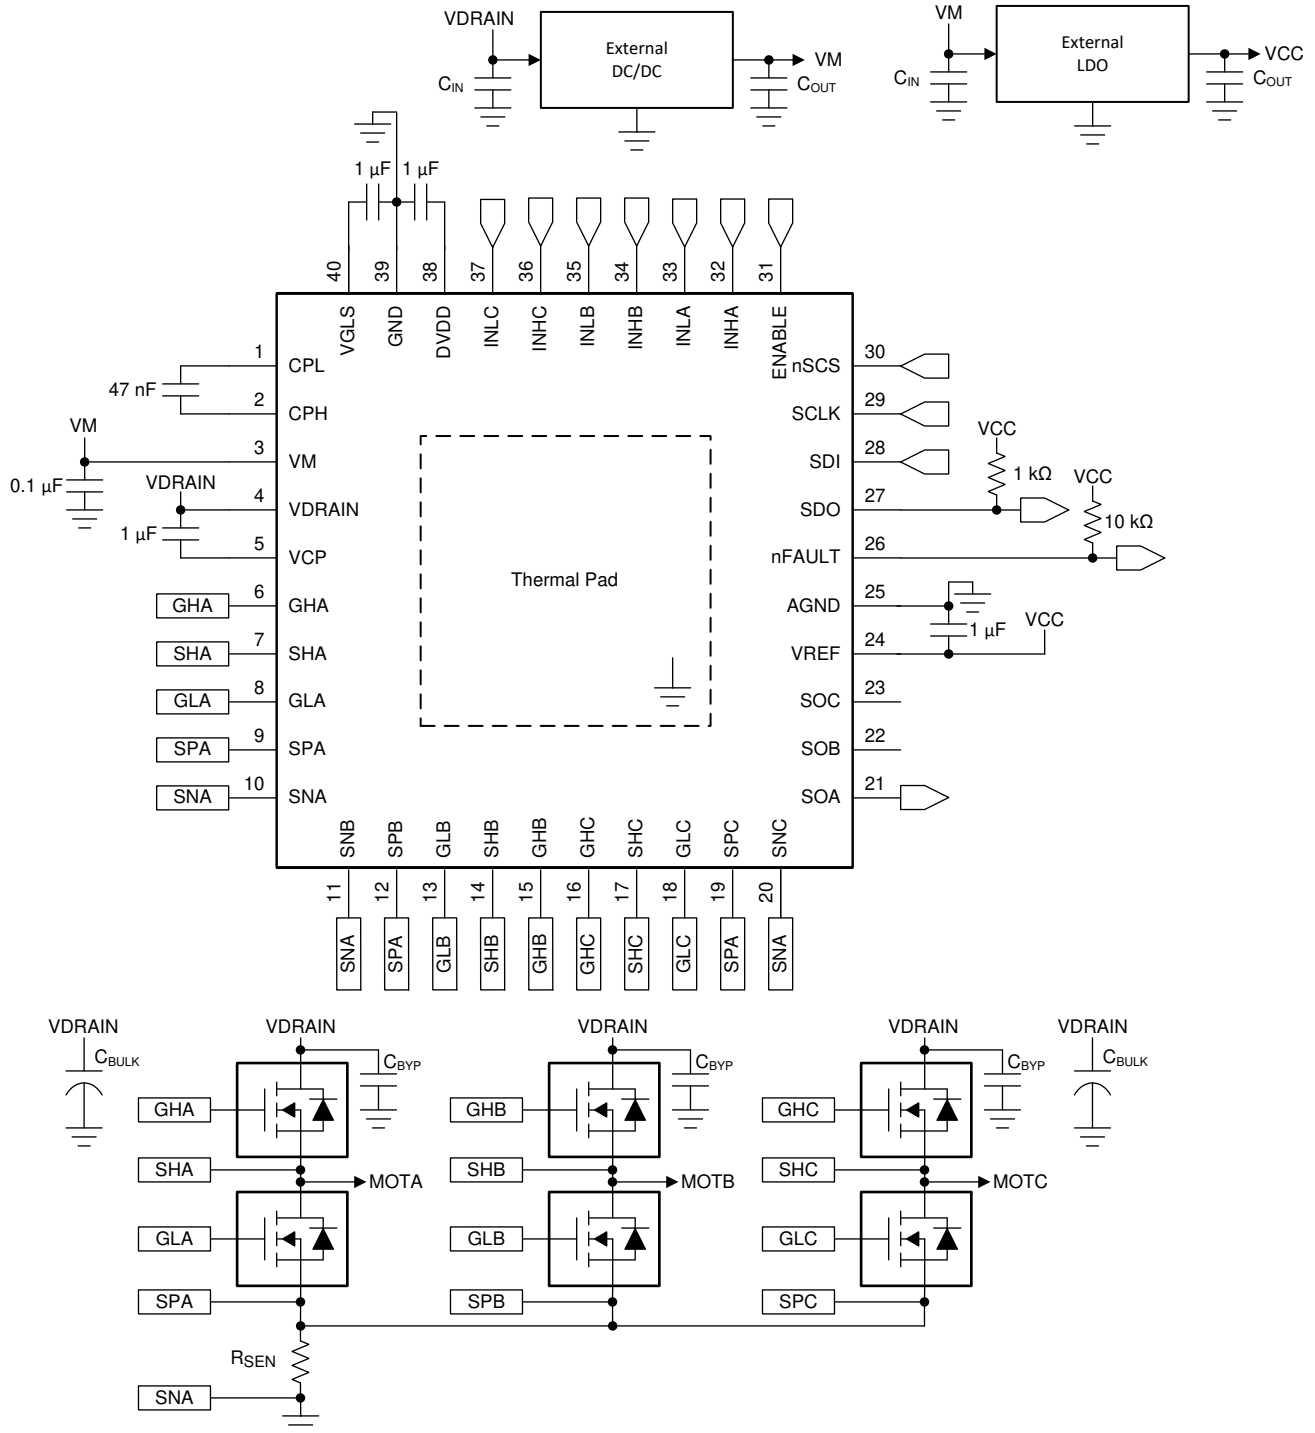 VDRAIN
External
DC/DC
VM
C_IN
C_OUT
VM
External
LDO
VCC
C_IN
C_OUT
1 µF 1 µF
40 39 38 37 36 35 34 33 32 31
VGLS GND DVDD INLC INHC INLB INHB INLA INHA ENABLE
1 CPL
47 nF
2 CPH
VM
3 VM
0.1 µF
VDRAIN
4 VDRAIN
1 µF
5 VCP
GHA 6 GHA
SHA 7 SHA
GLA 8 GLA
SPA 9 SPA
SNA 10 SNA
Thermal Pad
nSCS 30
SCLK 29
SDI 28
VCC
1 kΩ
SDO 27
VCC
10 kΩ
nFAULT 26
AGND 25
1 µF
VCC
VREF 24
SOC 23
SOB 22
SOA 21
SNB SPB GLB SHB GHB GHC SHC GLC SPC SNC
11 12 13 14 15 16 17 18 19 20
SNA SPA GLB SHB GHB GHC SHC GLC SPA SNA
VDRAIN
C_BULK
VDRAIN
C_BYP
GHA
SHA
MOTA
GLA
SPA
R_SEN
SNA
VDRAIN
C_BYP
GHB
SHB
MOTB
GLB
SPB
VDRAIN
C_BYP
GHC
SHC
MOTC
GLC
SPC
VDRAIN
C_BULK